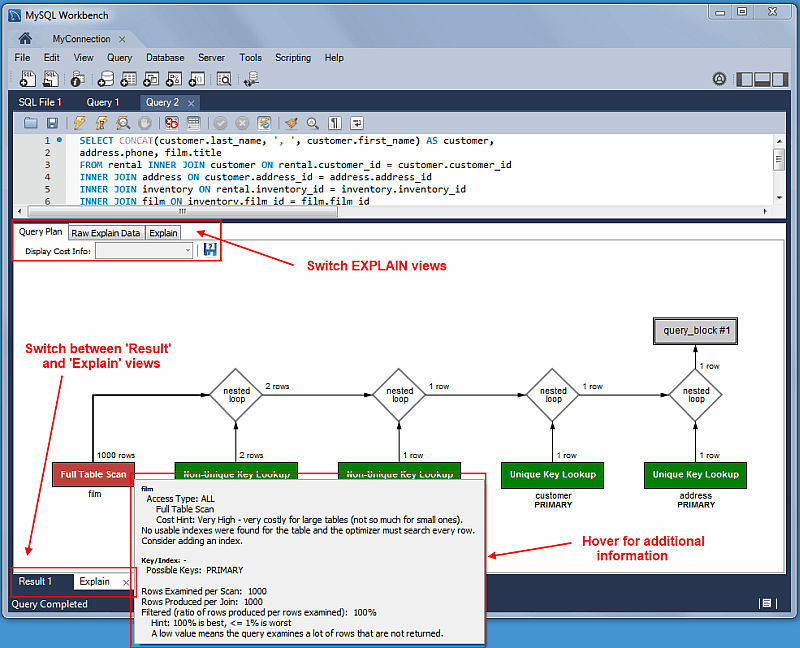 MySQL Workbench
MyConnection
File Edit View Query Database Server Tools Scripting Help
SQL File 1 Query 1 Query 2
1 SELECT CONCAT(customer.last_name, ', ', customer.first_name) AS customer,
2 address.phone, film.title
3 FROM rental INNER JOIN customer ON rental.customer_id = customer.customer_id
4 INNER JOIN address ON customer.address_id = address.address_id
5 INNER JOIN inventory ON rental.inventory_id = inventory.inventory_id
6 INNER JOIN film ON inventory.film_id = film.film_id
Query Plan Raw Explain Data Explain
Display Cost Info:
Switch EXPLAIN views
query_block #1
Switch between 'Result'
and 'Explain' views
1 row
nested
loop
2 rows
nested
loop
1 row
nested
loop
1 row
nested
loop
1000 rows
2 rows
1 row
1 row
1 row
Full Table Scan
Non-Unique Key Lookup
Non-Unique Key Lookup
Unique Key Lookup
Unique Key Lookup
film
customer
PRIMARY
address
PRIMARY
film
Access Type: ALL
Full Table Scan
Cost Hint: Very High - very costly for large tables (not so much for small ones).
No usable indexes were found for the table and the optimizer must search every row.
Consider adding an index.
Key/Index: -
Possible Keys: PRIMARY
Rows Examined per Scan: 1000
Rows Produced per Join: 1000
Filtered (ratio of rows produced per rows examined): 100%
Hint: 100% is best, <= 1% is worst
A low value means the query examines a lot of rows that are not returned.
Hover for additional
information
Result 1 Explain
Query Completed